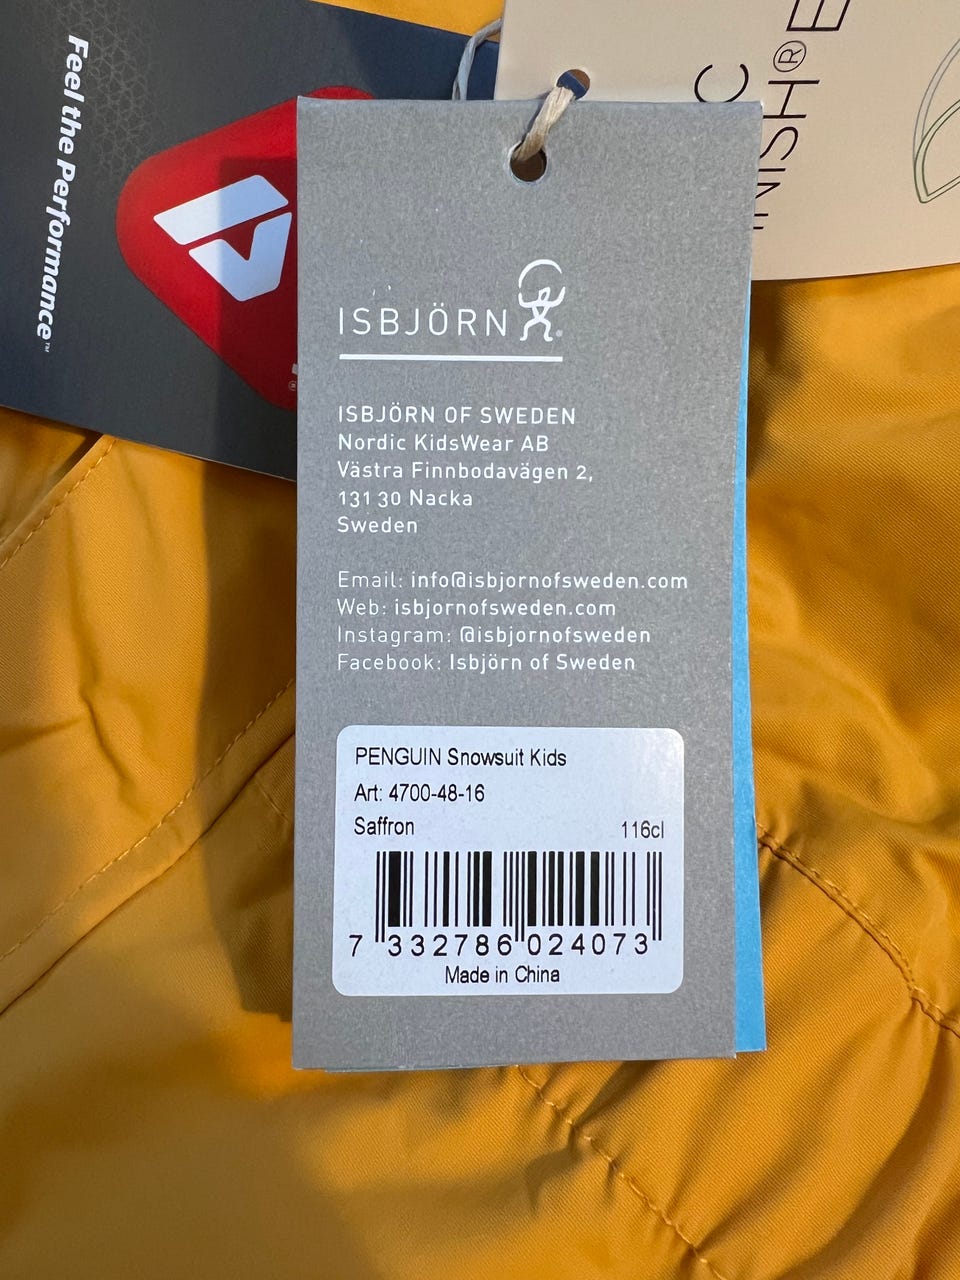 Feel the Performance™
C
NISH®
ISBJÖRN®
ISBJÖRN OF SWEDEN
Nordic KidsWear AB
Västra Finnbodavägen 2,
131 30 Nacka
Sweden
Email: info@isbjornofsweden.com
Web: isbjornofsweden.com
Instagram: @isbjornofsweden
Facebook: Isbjörn of Sweden
PENGUIN Snowsuit Kids
Art: 4700-48-16
Saffron 116cl
7 332786 024073
Made in China